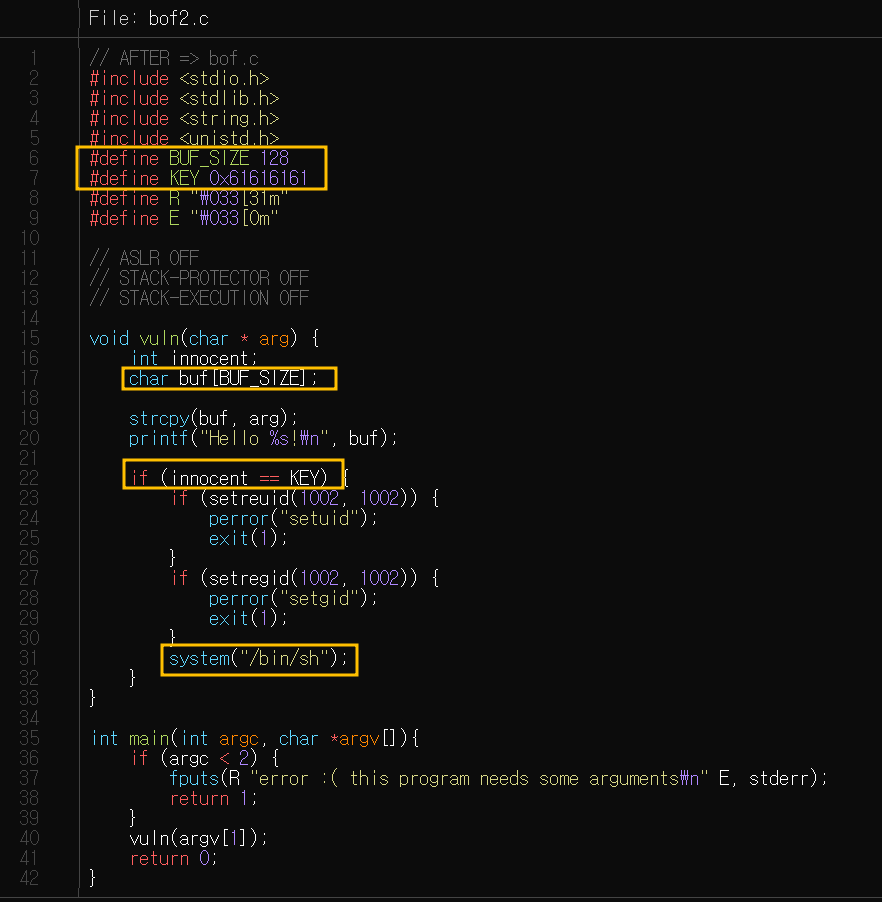 File: bof2.c
1 // AFTER => bof.c
2 #include <stdio.h>
3 #include <stdlib.h>
4 #include <string.h>
5 #include <unistd.h>
6 #define BUF_SIZE 128
7 #define KEY 0x61616161
8 #define R "₩033[31m"
9 #define E "₩033[0m"
10
11 // ASLR OFF
12 // STACK-PROTECTOR OFF
13 // STACK-EXECUTION OFF
14
15 void vuln(char * arg) {
16     int innocent;
17     char buf[BUF_SIZE];
18
19     strcpy(buf, arg);
20     printf("Hello %s!₩n", buf);
21
22     if (innocent == KEY) {
23         if (setreuid(1002, 1002)) {
24             perror("setuid");
25             exit(1);
26         }
27         if (setregid(1002, 1002)) {
28             perror("setgid");
29             exit(1);
30         }
31         system("/bin/sh");
32     }
33 }
34
35 int main(int argc, char *argv[]){
36     if (argc < 2) {
37         fputs(R "error :( this program needs some arguments₩n" E, stderr);
38         return 1;
39     }
40     vuln(argv[1]);
41     return 0;
42 }